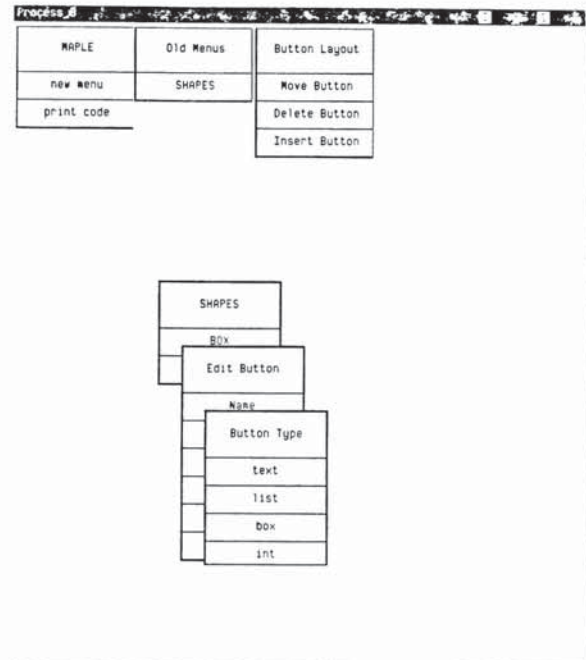 Process_6
MAPLE
new menu
print code
Old Menus
SHAPES
Button Layout
Move Button
Delete Button
Insert Button
SHAPES
BOX
Edit Button
Name
Button Type
text
list
box
int